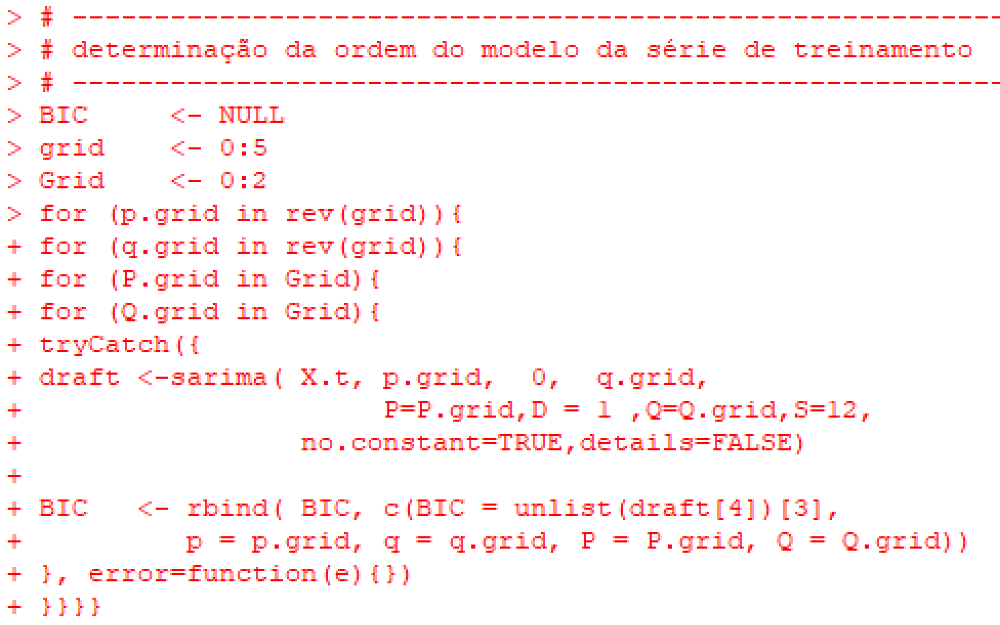 > # ---------------------------------------------------------
> # determinação da ordem do modelo da série de treinamento
> # ---------------------------------------------------------
> BIC     <- NULL
> grid    <- 0:5
> Grid    <- 0:2
> for (p.grid in rev(grid)){
+ for (q.grid in rev(grid)){
+ for (P.grid in Grid){
+ for (Q.grid in Grid){
+ tryCatch({
+ draft <-sarima( X.t, p.grid,  0,  q.grid,
+                      P=P.grid,D = 1 ,Q=Q.grid,S=12,
+                 no.constant=TRUE,details=FALSE)
+
+ BIC   <- rbind( BIC, c(BIC = unlist(draft[4])[3],
+          p = p.grid, q = q.grid, P = P.grid, Q = Q.grid))
+ }, error=function(e){})
+ }}}}